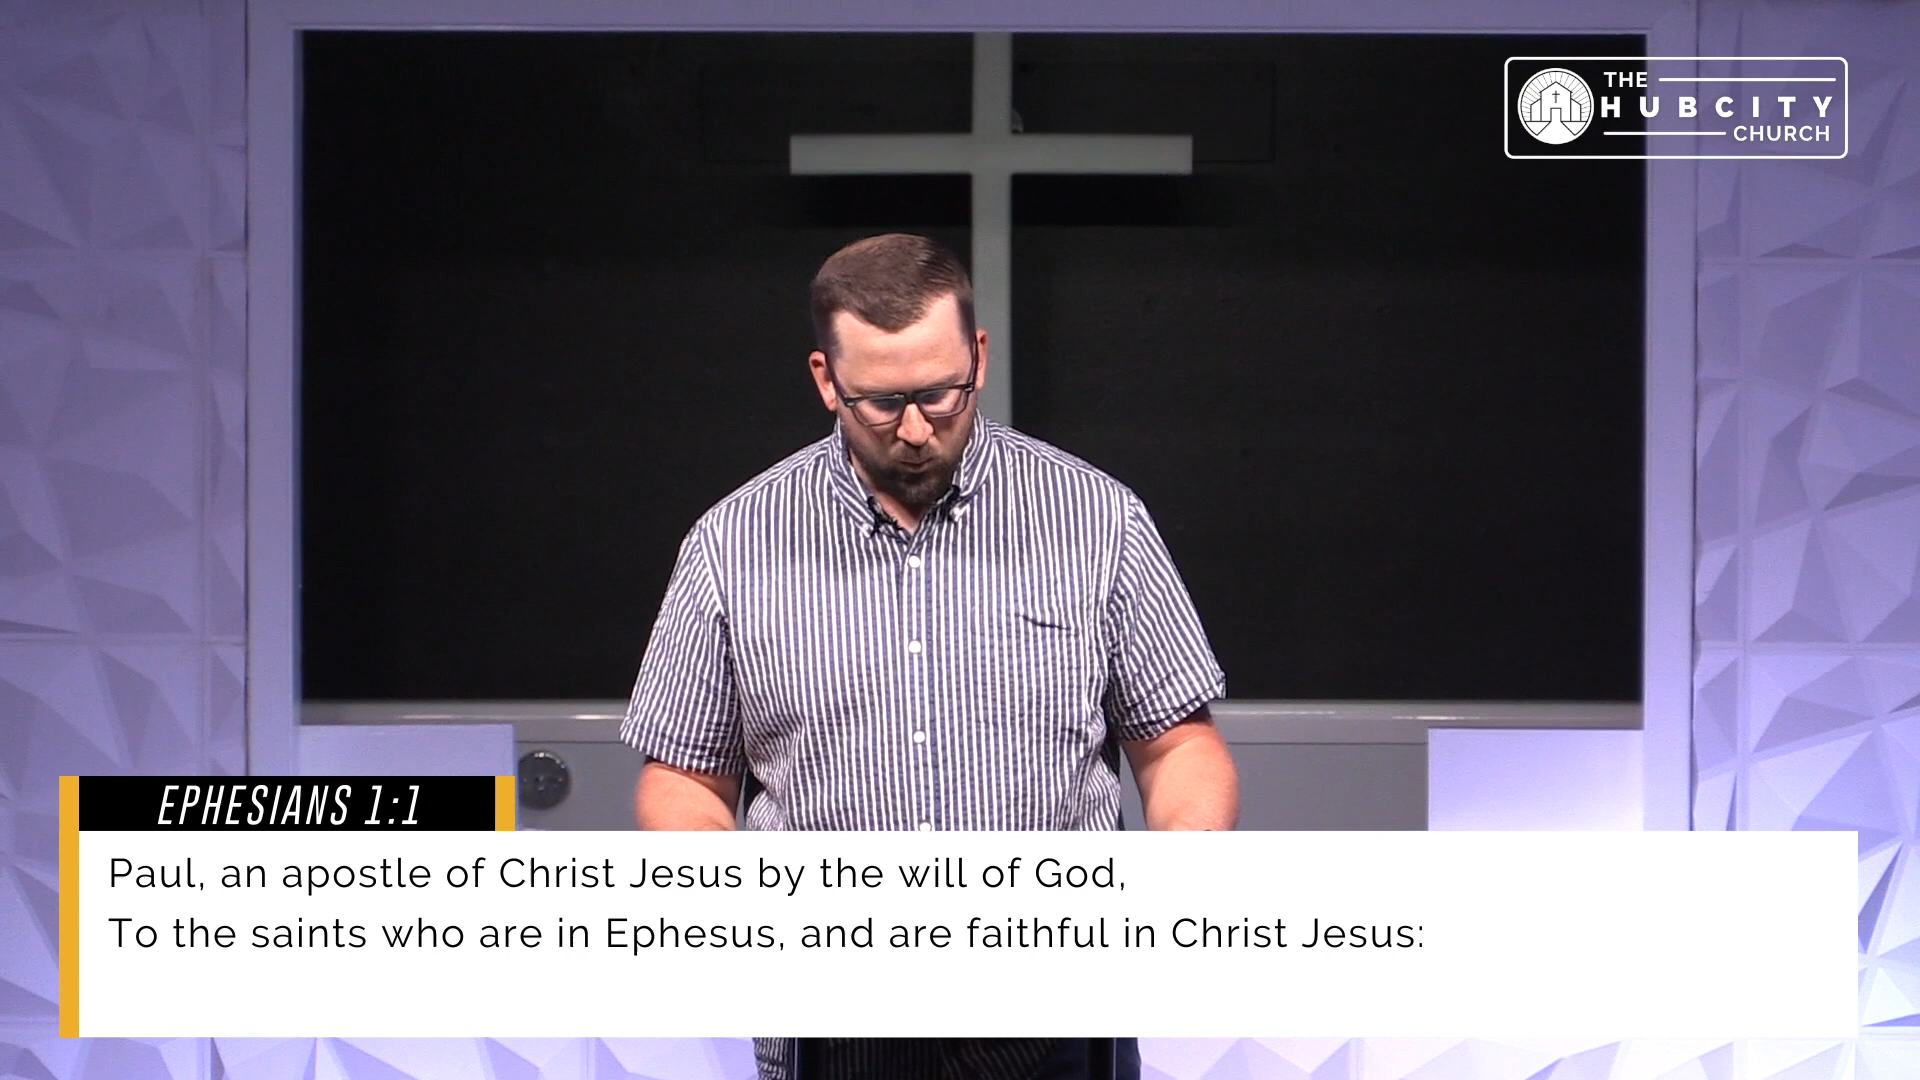 THE
HUBCITY
CHURCH
EPHESIANS 1:1
Paul, an apostle of Christ Jesus by the will of God,
To the saints who are in Ephesus, and are faithful in Christ Jesus: